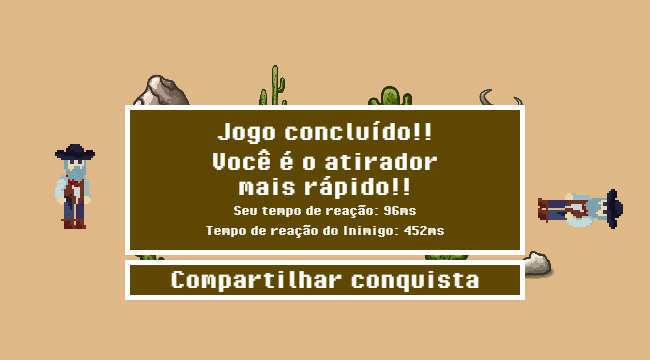 Jogo concluído!!
Você é o atirador
mais rápido!!
Seu tempo de reação: 96ms
Tempo de reação do Inimigo: 452ms
Compartilhar conquista